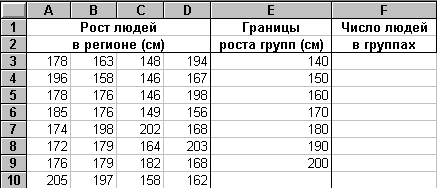 A B C D E F
1 Рост людей Границы Число людей
2 в регионе (см) роста групп (см) в группах
3 178 163 148 194 140
4 196 158 146 167 150
5 178 176 146 198 160
6 185 176 149 156 170
7 174 198 202 168 180
8 172 179 164 203 190
9 176 179 182 168 200
10 205 197 158 162